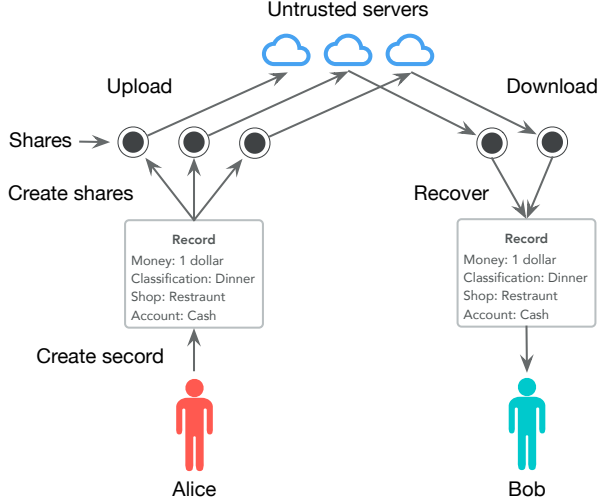 Untrusted servers
Upload
Download
Shares
Create shares
Recover
Record
Money: 1 dollar
Classification: Dinner
Shop: Restraunt
Account: Cash
Record
Money: 1 dollar
Classification: Dinner
Shop: Restraunt
Account: Cash
Create secord
Alice
Bob